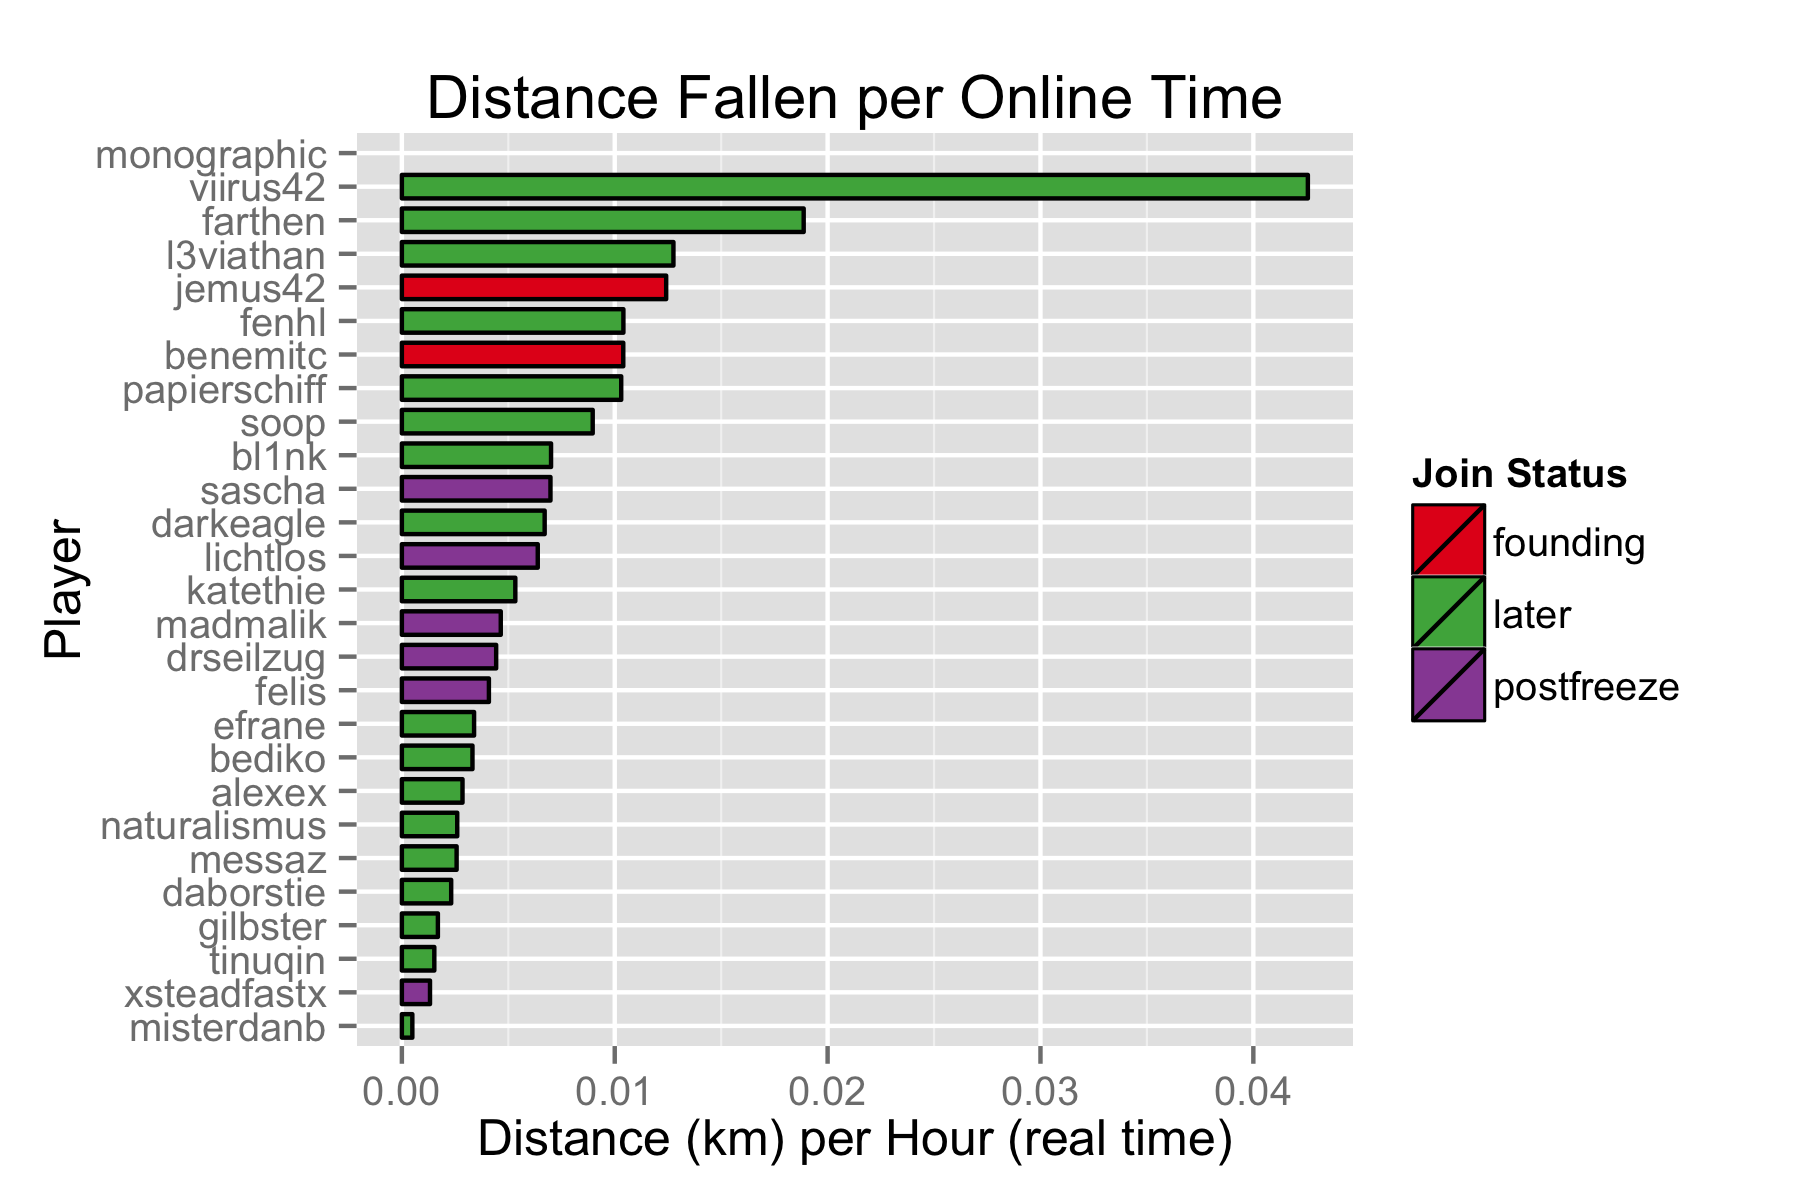 Distance Fallen per Online Time
Player
monographic
viirus42
farthen
l3viathan
jemus42
fenhl
benemitc
papierschiff
soop
bl1nk
sascha
darkeagle
lichtlos
katethie
madmalik
drseilzug
felis
efrane
bediko
alexex
naturalismus
messaz
daborstie
gilbster
tinuqin
xsteadfastx
misterdanb
0.00 0.01 0.02 0.03 0.04
Distance (km) per Hour (real time)
Join Status
founding
later
postfreeze